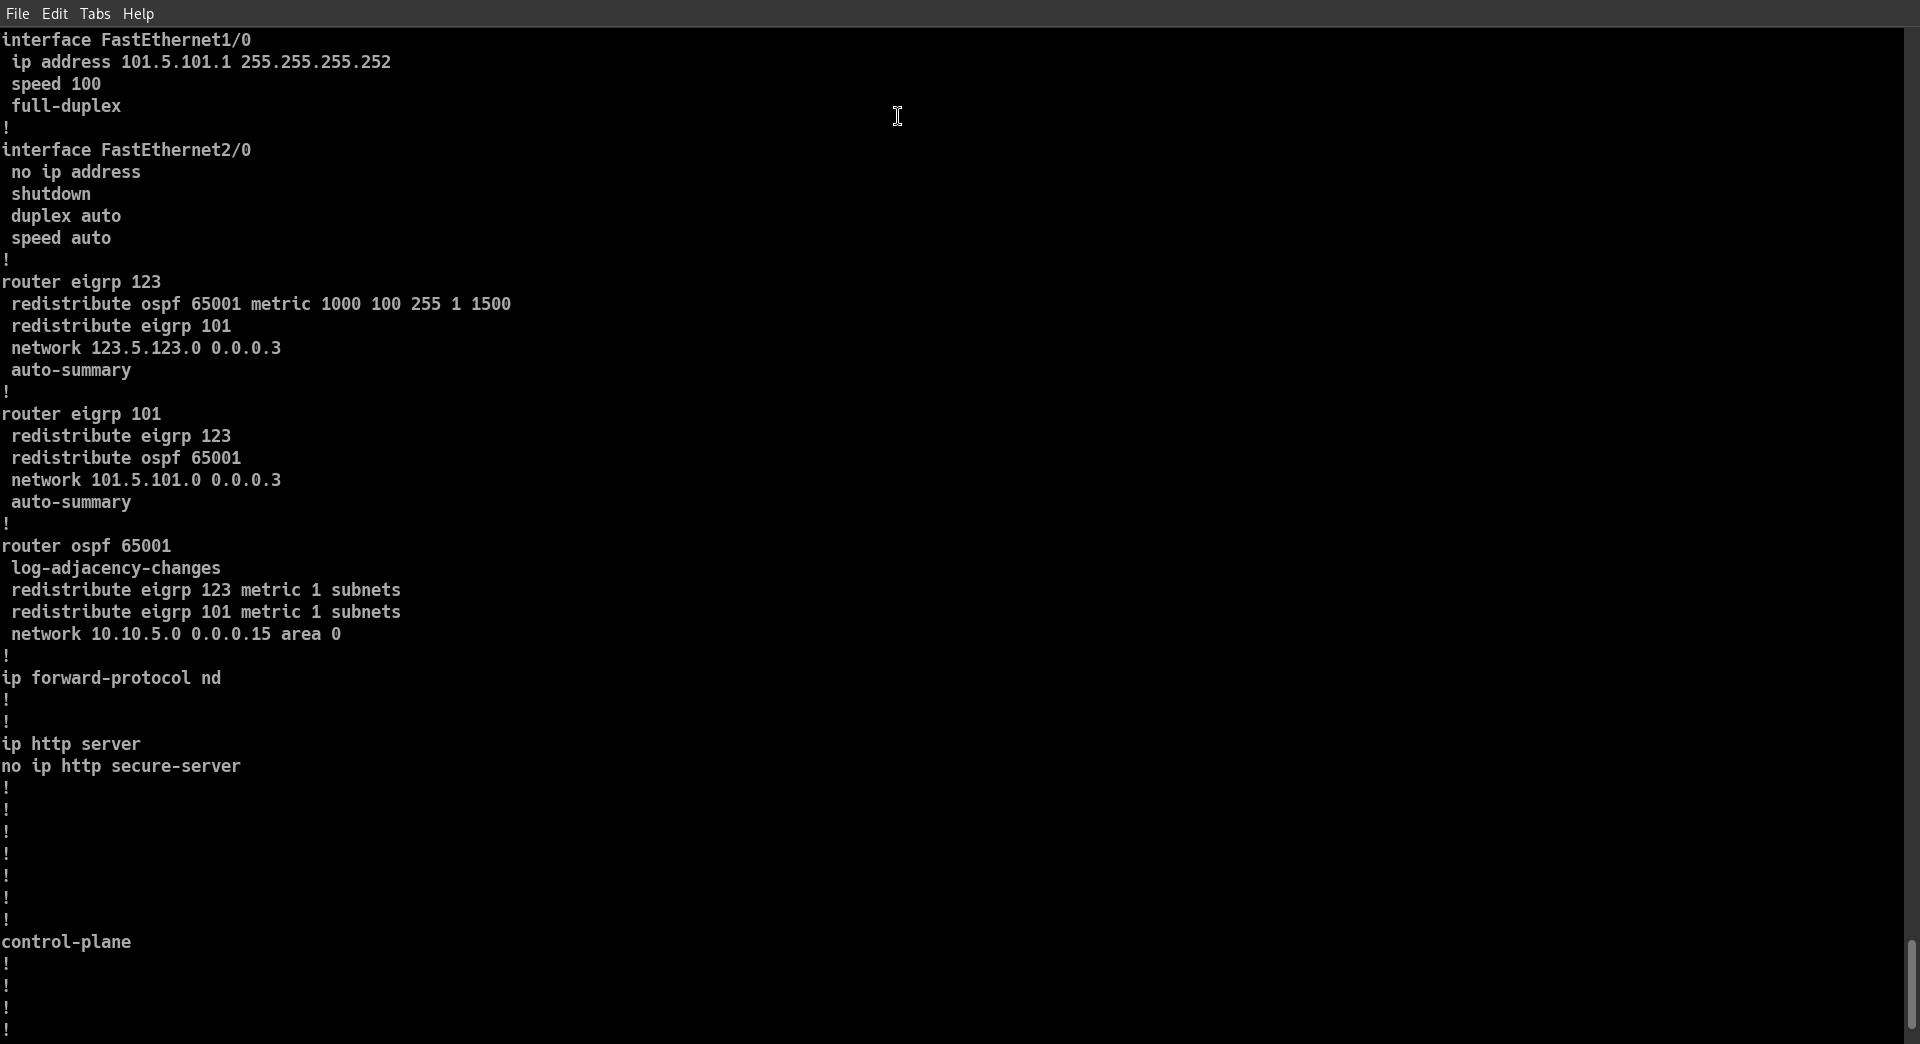 File Edit Tabs Help
interface FastEthernet1/0
 ip address 101.5.101.1 255.255.255.252
 speed 100
 full-duplex
!
interface FastEthernet2/0
 no ip address
 shutdown
 duplex auto
 speed auto
!
router eigrp 123
 redistribute ospf 65001 metric 1000 100 255 1 1500
 redistribute eigrp 101
 network 123.5.123.0 0.0.0.3
 auto-summary
!
router eigrp 101
 redistribute eigrp 123
 redistribute ospf 65001
 network 101.5.101.0 0.0.0.3
 auto-summary
!
router ospf 65001
 log-adjacency-changes
 redistribute eigrp 123 metric 1 subnets
 redistribute eigrp 101 metric 1 subnets
 network 10.10.5.0 0.0.0.15 area 0
!
ip forward-protocol nd
!
!
ip http server
no ip http secure-server
!
!
!
!
!
!
!
control-plane
!
!
!
!